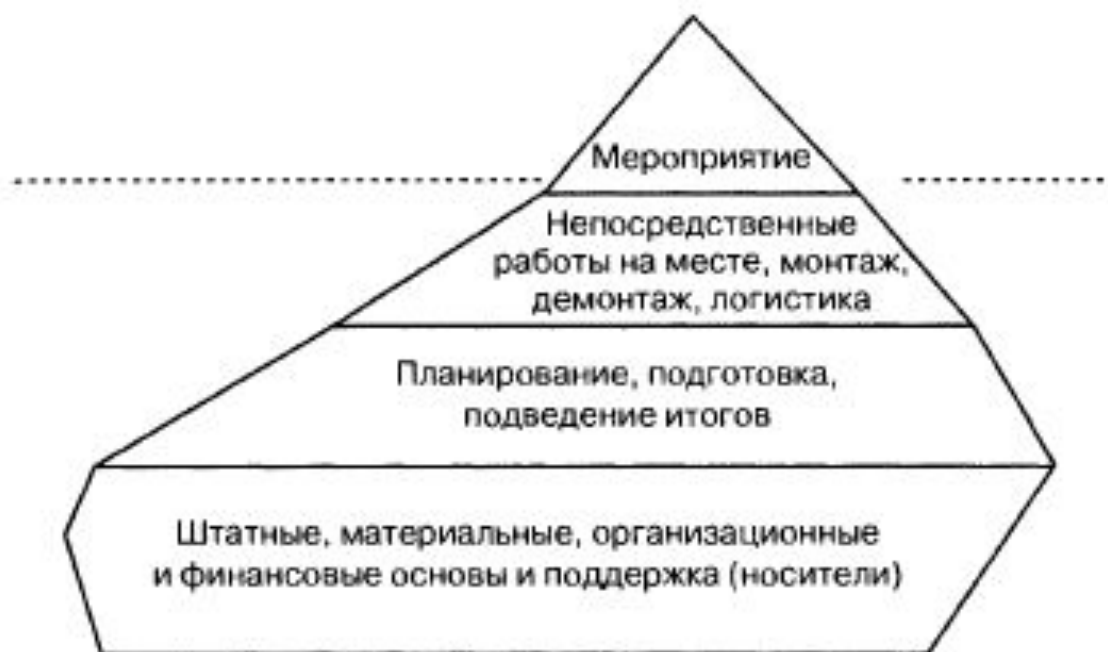 Мероприятие
Непосредственные
работы на месте, монтаж,
демонтаж, логистика
Планирование, подготовка,
подведение итогов
Штатные, материальные, организационные
и финансовые основы и поддержка (носители)